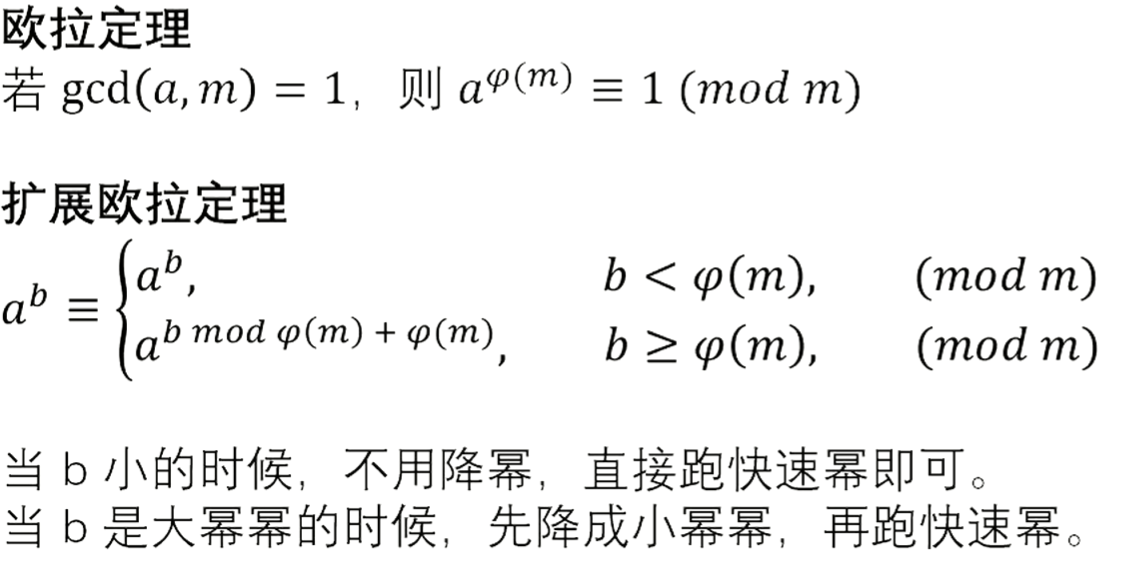 欧拉定理
若 gcd(a, m) = 1，则 a^φ(m) ≡ 1 (mod m)
扩展欧拉定理
a^b ≡ { a^b, b < φ(m), (mod m)
a^(b mod φ(m) + φ(m)), b ≥ φ(m), (mod m)
当 b 小的时候，不用降幂，直接跑快速幂即可。
当 b 是大幂幂的时候，先降成小幂幂，再跑快速幂。